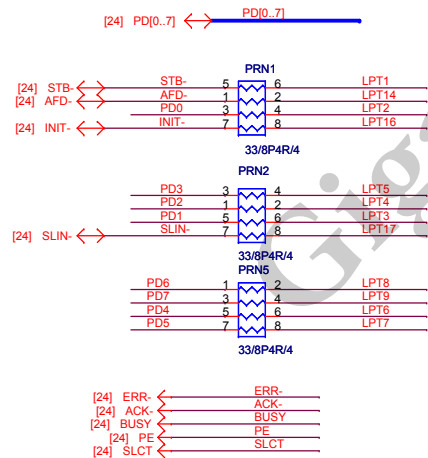 [24] PD[0..7] PD[0..7]
PRN1
[24] STB- STB- 5 6 LPT1
[24] AFD- AFD- 1 2 LPT14
PD0 3 4 LPT2
[24] INIT- INIT- 7 8 LPT16
33/8P4R/4
PRN2
PD3 3 4 LPT5
PD2 1 2 LPT4
PD1 5 6 LPT3
[24] SLIN- SLIN- 7 8 LPT17
33/8P4R/4
PRN5
PD6 1 2 LPT8
PD7 3 4 LPT9
PD4 5 6 LPT6
PD5 7 8 LPT7
33/8P4R/4
[24] ERR- ERR-
[24] ACK- ACK-
[24] BUSY BUSY
[24] PE PE
[24] SLCT SLCT
Giga